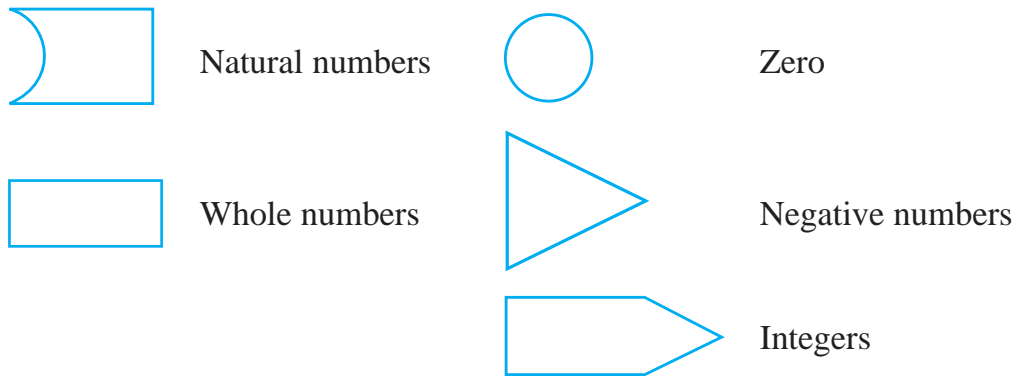 Natural numbers
Zero
Whole numbers
Negative numbers
Integers